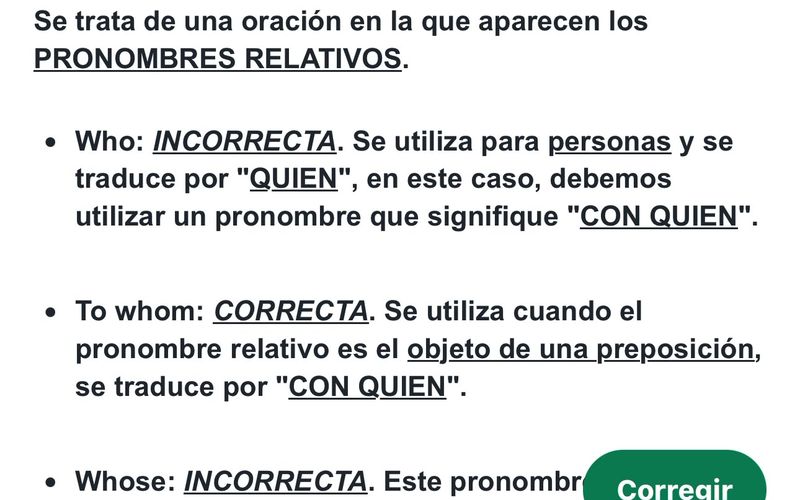 Se trata de una oración en la que aparecen los
PRONOMBRES RELATIVOS.
• Who: INCORRECTA. Se utiliza para personas y se
traduce por "QUIEN", en este caso, debemos
utilizar un pronombre que signifique "CON QUIEN".
• To whom: CORRECTA. Se utiliza cuando el
pronombre relativo es el objeto de una preposición,
se traduce por "CON QUIEN".
• Whose: INCORRECTA. Este
Corregir